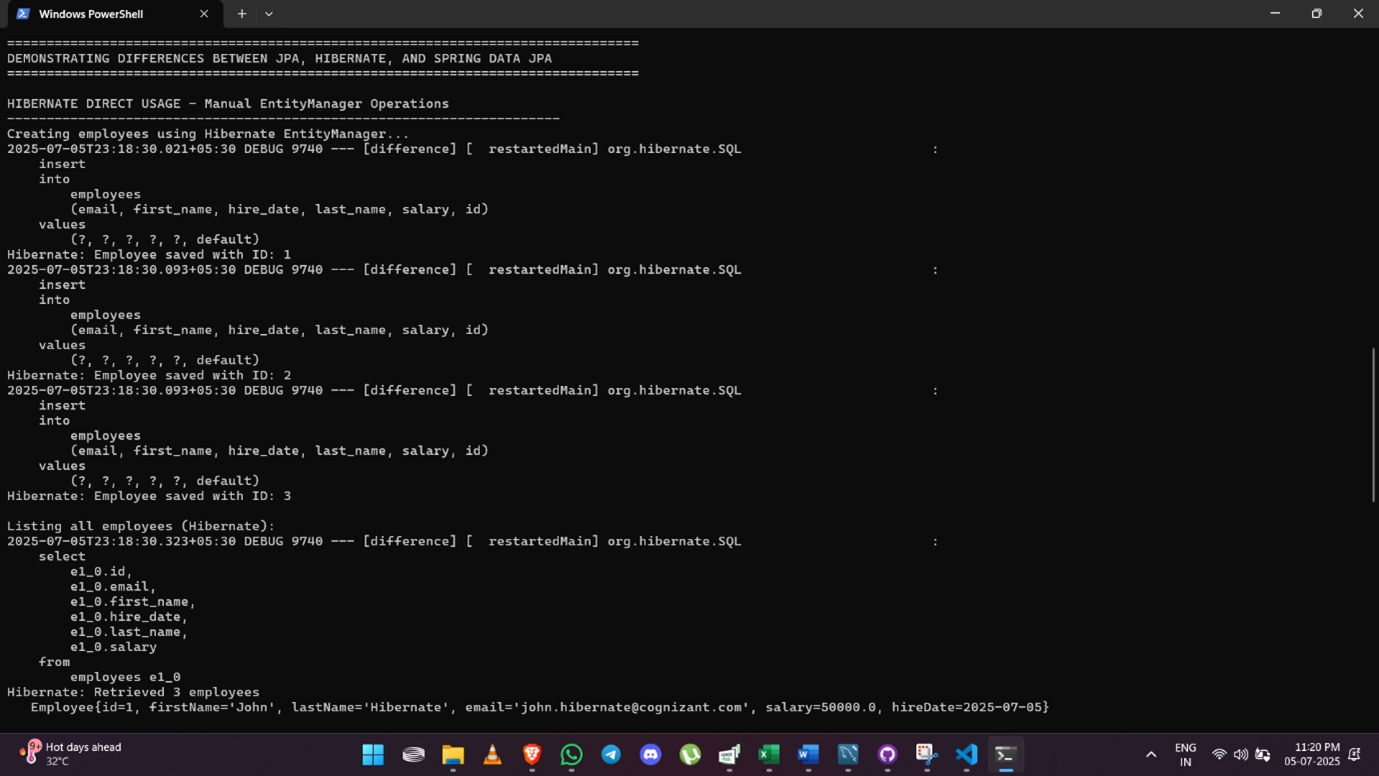 Windows PowerShell
================================================================================
DEMONSTRATING DIFFERENCES BETWEEN JPA, HIBERNATE, AND SPRING DATA JPA
================================================================================
HIBERNATE DIRECT USAGE - Manual EntityManager Operations
----------------------------------------------------------------------
Creating employees using Hibernate EntityManager...
2025-07-05T23:18:30.021+05:30 DEBUG 9740 --- [difference] [  restartedMain] org.hibernate.SQL                        :
    insert
    into
        employees
        (email, first_name, hire_date, last_name, salary, id)
    values
        (?, ?, ?, ?, ?, default)
Hibernate: Employee saved with ID: 1
2025-07-05T23:18:30.093+05:30 DEBUG 9740 --- [difference] [  restartedMain] org.hibernate.SQL                        :
    insert
    into
        employees
        (email, first_name, hire_date, last_name, salary, id)
    values
        (?, ?, ?, ?, ?, default)
Hibernate: Employee saved with ID: 2
2025-07-05T23:18:30.093+05:30 DEBUG 9740 --- [difference] [  restartedMain] org.hibernate.SQL                        :
    insert
    into
        employees
        (email, first_name, hire_date, last_name, salary, id)
    values
        (?, ?, ?, ?, ?, default)
Hibernate: Employee saved with ID: 3
Listing all employees (Hibernate):
2025-07-05T23:18:30.323+05:30 DEBUG 9740 --- [difference] [  restartedMain] org.hibernate.SQL                        :
    select
        e1_0.id,
        e1_0.email,
        e1_0.first_name,
        e1_0.hire_date,
        e1_0.last_name,
        e1_0.salary
    from
        employees e1_0
Hibernate: Retrieved 3 employees
   Employee{id=1, firstName='John', lastName='Hibernate', email='john.hibernate@cognizant.com', salary=50000.0, hireDate=2025-07-05}
9+
Hot days ahead
32°C
ENG
IN
11:20 PM
05-07-2025